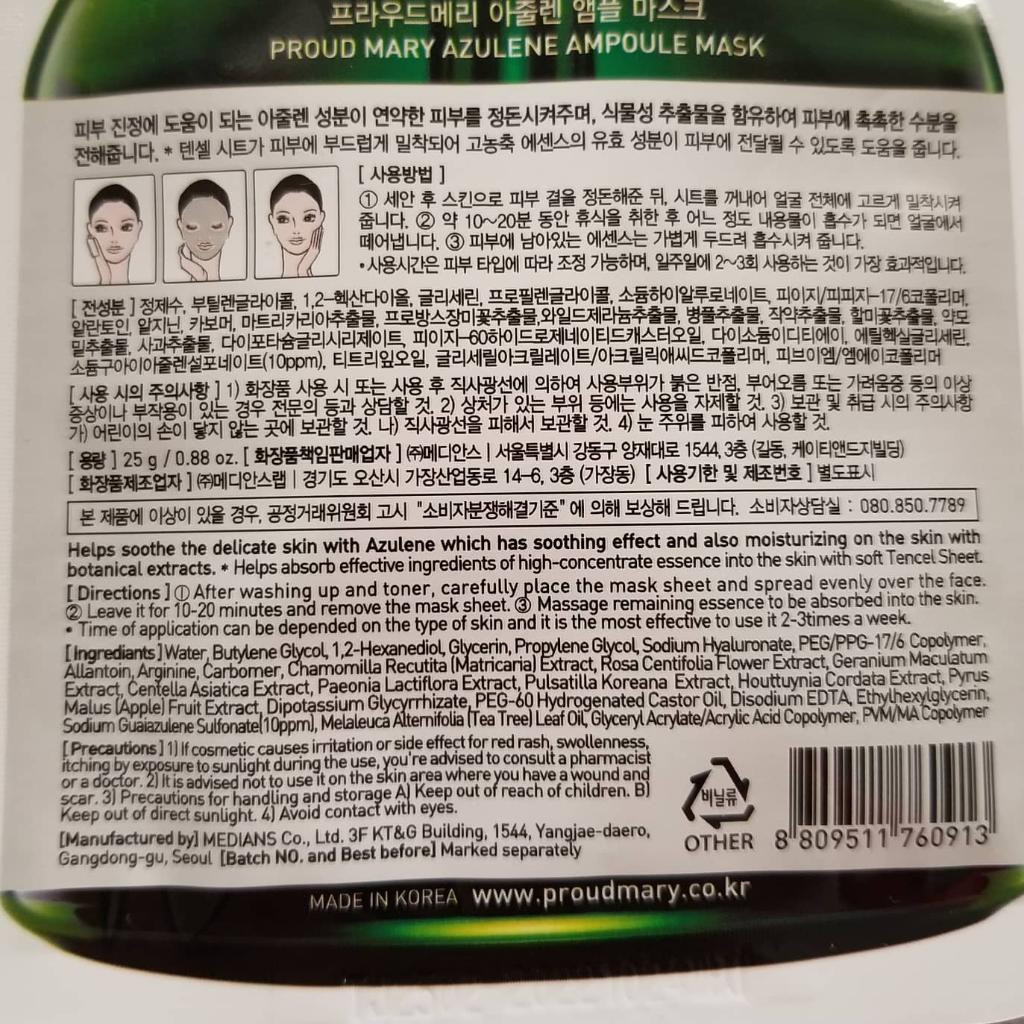 프라우드메리 아줄렌 앰플 마스크
PROUD MARY AZULENE AMPOULE MASK
피부 진정에 도움이 되는 아줄렌 성분이 연약한 피부를 정돈시켜주며, 식물성 추출물을 함유하여 피부에 촉촉한 수분을
전해줍니다. * 텐셀 시트가 피부에 부드럽게 밀착되어 고농축 에센스의 유효 성분이 피부에 전달될 수 있도록 도움을 줍니다.
[ 사용방법 ]
① 세안 후 스킨으로 피부 결을 정돈해준 뒤, 시트를 꺼내어 얼굴 전체에 고르게 밀착시켜
줍니다. ② 약 10~20분 동안 휴식을 취한 후 어느 정도 내용물이 흡수가 되면 얼굴에서
떼어냅니다. ③ 피부에 남아있는 에센스는 가볍게 두드려 흡수시켜 줍니다.
• 사용시간은 피부 타입에 따라 조정 가능하며, 일주일에 2~3회 사용하는 것이 가장 효과적입니다.
[ 전성분 ] 정제수, 부틸렌글라이콜, 1,2-헥산다이올, 글리세린, 프로필렌글라이콜, 소듐하이알루로네이트, 피이지/피피지-17/6코폴리머,
알란토인, 알지닌, 카보머, 마트리카리아추출물, 프로방스장미꽃추출물,와일드제라늄추출물, 병풀추출물, 작약추출물, 할미꽃추출물, 약모
밀추출물, 사과추출물, 다이포타슘글리시리제이트, 피이지-60하이드로제네이티드캐스터오일, 다이소듐이디티에이, 에틸헥실글리세린,
소듐구아이아줄렌설포네이트(10ppm), 티트리잎오일, 글리세릴아크릴레이트/아크릴릭애씨드코폴리머, 피브이엠/엠에이코폴리머
[ 사용 시의 주의사항 ] 1) 화장품 사용 시 또는 사용 후 직사광선에 의하여 사용부위가 붉은 반점, 부어오름 또는 가려움증 등의 이상
증상이나 부작용이 있는 경우 전문의 등과 상담할 것. 2) 상처가 있는 부위 등에는 사용을 자제할 것. 3) 보관 및 취급 시의 주의사항
가) 어린이의 손이 닿지 않는 곳에 보관할 것. 나) 직사광선을 피해서 보관할 것. 4) 눈 주위를 피하여 사용할 것.
[ 용량 ] 25 g / 0.88 oz. [ 화장품책임판매업자 ] ㈜메디안스 | 서울특별시 강동구 양재대로 1544, 3층 (길동, 케이티앤드지빌딩)
[ 화장품제조업자 ] ㈜메디안스랩 | 경기도 오산시 가장산업동로 14-6, 3층 (가장동) [ 사용기한 및 제조번호 ] 별도표시
본 제품에 이상이 있을 경우, 공정거래위원회 고시 "소비자분쟁해결기준" 에 의해 보상해 드립니다. 소비자상담실 : 080.850.7789
Helps soothe the delicate skin with Azulene which has soothing effect and also moisturizing on the skin with
botanical extracts. * Helps absorb effective ingredients of high-concentrate essence into the skin with soft Tencel Sheet.
[ Directions ] ① After washing up and toner, carefully place the mask sheet and spread evenly over the face.
② Leave it for 10-20 minutes and remove the mask sheet. ③ Massage remaining essence to be absorbed into the skin.
• Time of application can be depended on the type of skin and it is the most effective to use it 2-3times a week.
[ Ingrediants ] Water, Butylene Glycol, 1,2-Hexanediol, Glycerin, Propylene Glycol, Sodium Hyaluronate, PEG/PPG-17/6 Copolymer,
Allantoin, Arginine, Carbomer, Chamomilla Recutita (Matricaria) Extract, Rosa Centifolia Flower Extract, Geranium Maculatum
Extract, Centella Asiatica Extract, Paeonia Lactiflora Extract, Pulsatilla Koreana Extract, Houttuynia Cordata Extract, Pyrus
Malus (Apple) Fruit Extract, Dipotassium Glycyrrhizate, PEG-60 Hydrogenated Castor Oil, Disodium EDTA, Ethylhexylglycerin,
Sodium Guaiazulene Sulfonate(10ppm), Melaleuca Alternifolia (Tea Tree) Leaf Oil, Glyceryl Acrylate/Acrylic Acid Copolymer, PVM/MA Copolymer
[ Precautions ] 1) If cosmetic causes irritation or side effect for red rash, swollenness,
itching by exposure to sunlight during the use, you're advised to consult a pharmacist
or a doctor. 2) It is advised not to use it on the skin area where you have a wound and
scar. 3) Precautions for handling and storage A) Keep out of reach of children. B)
Keep out of direct sunlight. 4) Avoid contact with eyes.
[Manufactured by] MEDIANS Co., Ltd. 3F KT&G Building, 1544, Yangjae-daero,
Gangdong-gu, Seoul [Batch NO. and Best before] Marked separately
비닐류
OTHER
8 809511 760913
MADE IN KOREA www.proudmary.co.kr